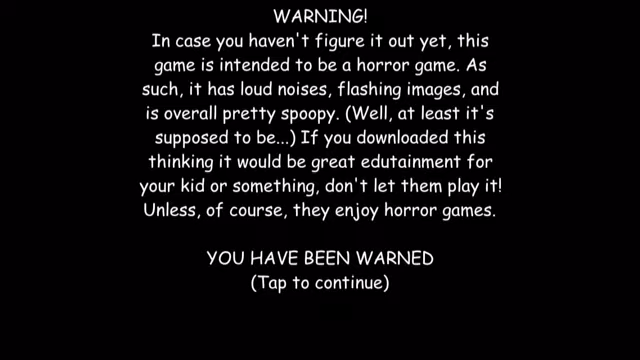 WARNING!
In case you haven't figure it out yet, this
game is intended to be a horror game. As
such, it has loud noises, flashing images, and
is overall pretty spoopy. (Well, at least it's
supposed to be...) If you downloaded this
thinking it would be great edutainment for
your kid or something, don't let them play it!
Unless, of course, they enjoy horror games.
YOU HAVE BEEN WARNED
(Tap to continue)